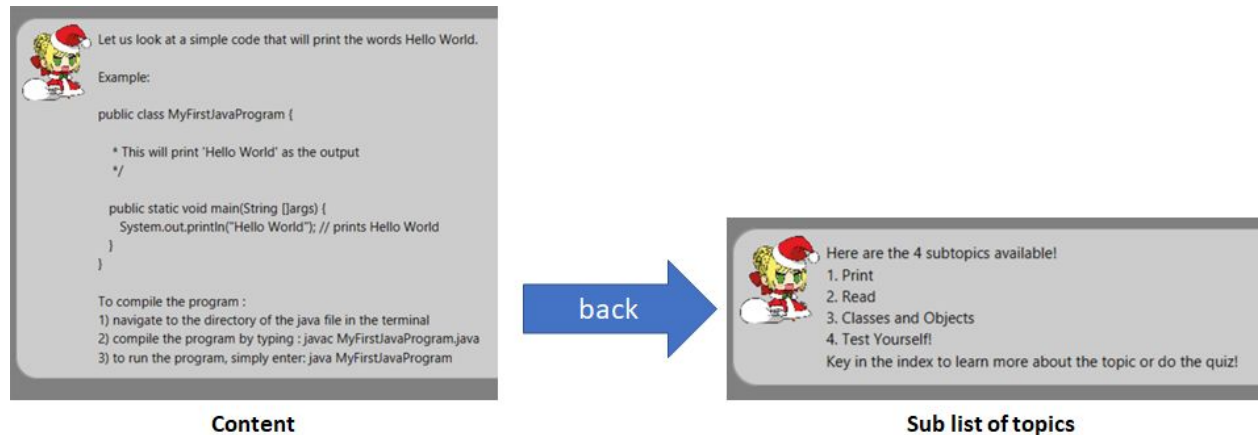 Let us look at a simple code that will print the words Hello World.
Example:
public class MyFirstJavaProgram {
* This will print 'Hello World' as the output
*/
public static void main(String []args) {
System.out.println("Hello World"); // prints Hello World
}
}
To compile the program :
1) navigate to the directory of the java file in the terminal
2) compile the program by typing : javac MyFirstJavaProgram.java
3) to run the program, simply enter: java MyFirstJavaProgram
Content
back
Here are the 4 subtopics available!
1. Print
2. Read
3. Classes and Objects
4. Test Yourself!
Key in the index to learn more about the topic or do the quiz!
Sub list of topics